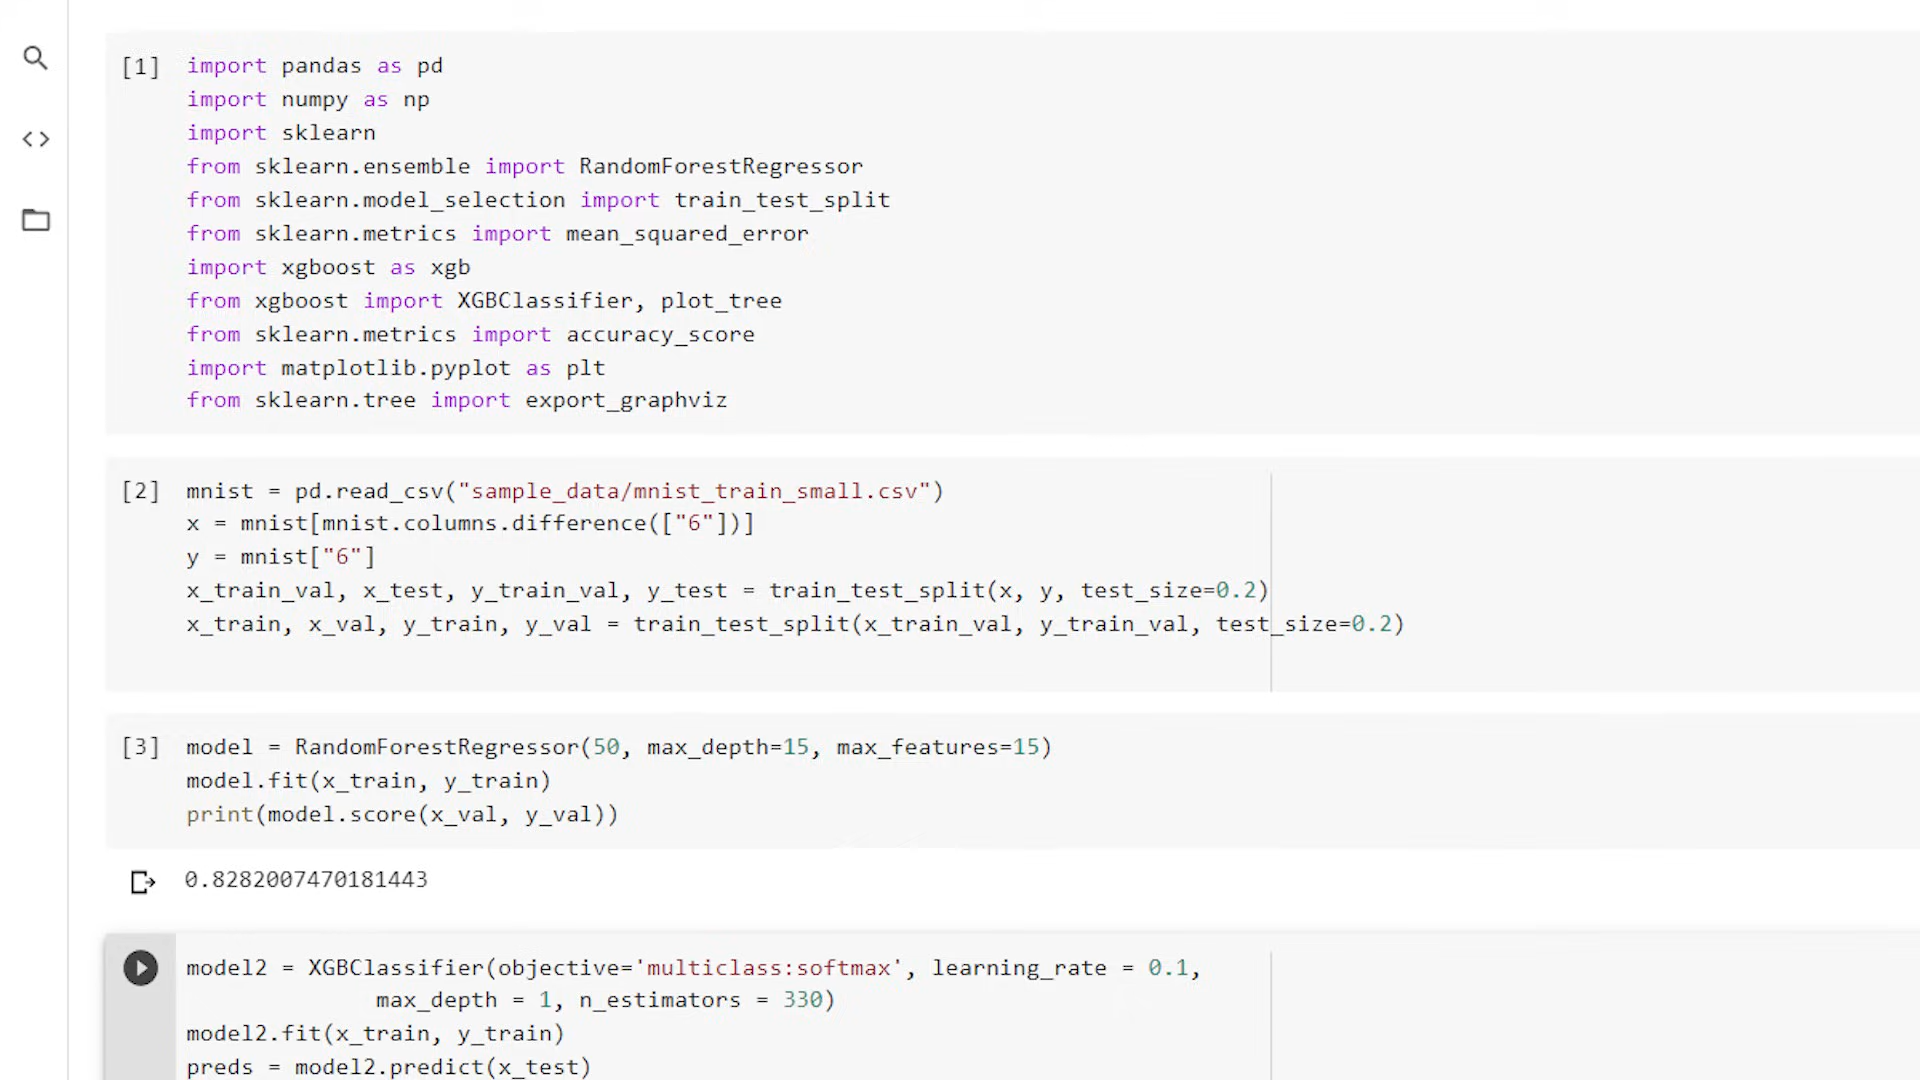 [1] import pandas as pd
import numpy as np
import sklearn
from sklearn.ensemble import RandomForestRegressor
from sklearn.model_selection import train_test_split
from sklearn.metrics import mean_squared_error
import xgboost as xgb
from xgboost import XGBClassifier, plot_tree
from sklearn.metrics import accuracy_score
import matplotlib.pyplot as plt
from sklearn.tree import export_graphviz
[2] mnist = pd.read_csv("sample_data/mnist_train_small.csv")
x = mnist[mnist.columns.difference(["6"])]
y = mnist["6"]
x_train_val, x_test, y_train_val, y_test = train_test_split(x, y, test_size=0.2)
x_train, x_val, y_train, y_val = train_test_split(x_train_val, y_train_val, test_size=0.2)
[3] model = RandomForestRegressor(50, max_depth=15, max_features=15)
model.fit(x_train, y_train)
print(model.score(x_val, y_val))
0.8282007470181443
model2 = XGBClassifier(objective='multiclass:softmax', learning_rate = 0.1,
max_depth = 1, n_estimators = 330)
model2.fit(x_train, y_train)
preds = model2.predict(x_test)